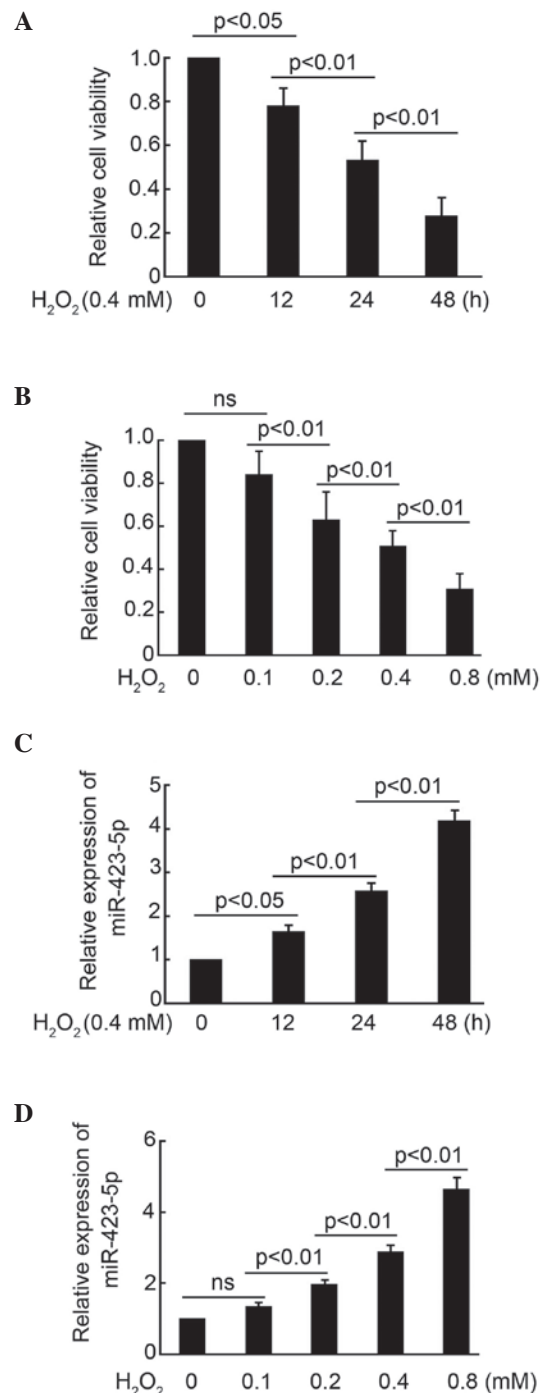 A
p<0.05
p<0.01
p<0.01
Relative cell viability
1.0
0.8
0.6
0.4
0.2
0
H₂O₂(0.4 mM) 0 12 24 48 (h)
B
ns
p<0.01
p<0.01
p<0.01
Relative cell viability
1.0
0.8
0.6
0.4
0.2
0
H₂O₂ 0 0.1 0.2 0.4 0.8 (mM)
C
p<0.01
p<0.01
p<0.05
Relative expression of
miR-423-5p
5
4
3
2
1
0
H₂O₂(0.4 mM) 0 12 24 48 (h)
D
p<0.01
p<0.01
p<0.01
ns
Relative expression of
miR-423-5p
6
4
2
0
H₂O₂ 0 0.1 0.2 0.4 0.8 (mM)